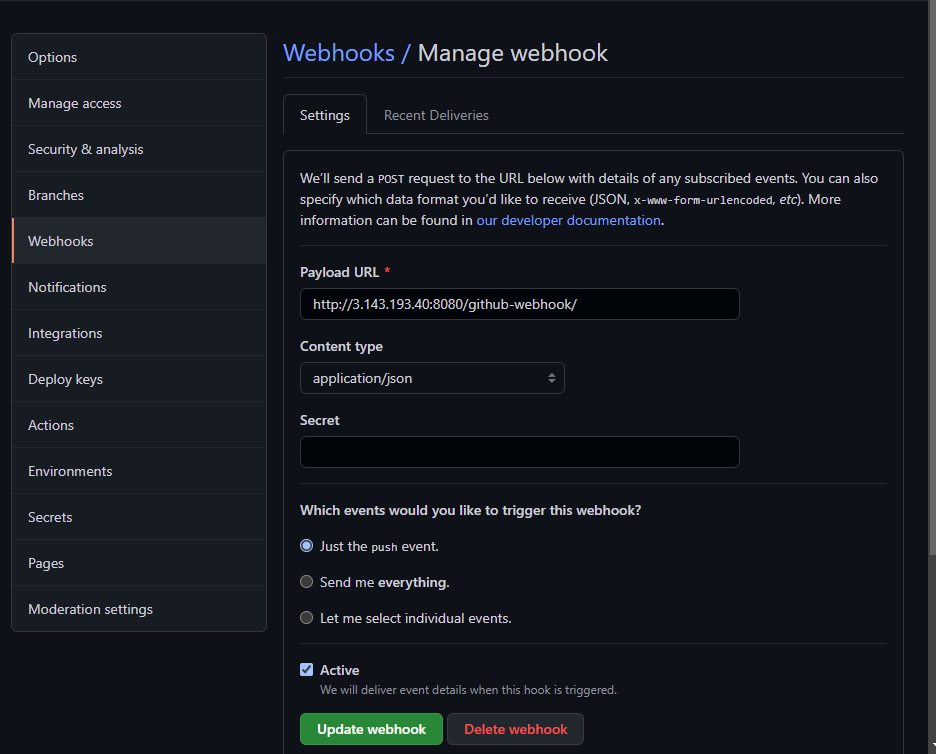 Options
Manage access
Security & analysis
Branches
Webhooks
Notifications
Integrations
Deploy keys
Actions
Environments
Secrets
Pages
Moderation settings
Webhooks / Manage webhook
Settings
Recent Deliveries
We’ll send a POST request to the URL below with details of any subscribed events. You can also
specify which data format you’d like to receive (JSON, x-www-form-urlencoded, etc). More
information can be found in our developer documentation.
Payload URL *
http://3.143.193.40:8080/github-webhook/
Content type
application/json
Secret
Which events would you like to trigger this webhook?
Just the push event.
Send me everything.
Let me select individual events.
Active
We will deliver event details when this hook is triggered.
Update webhook
Delete webhook